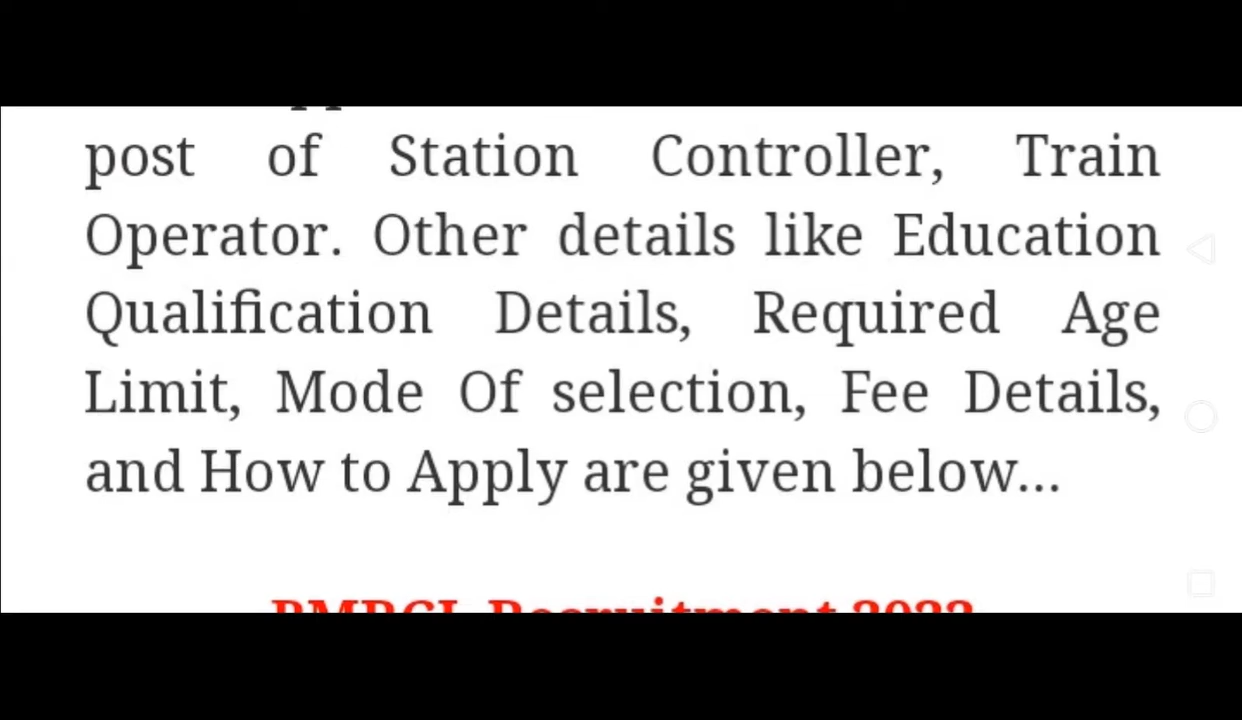 post of Station Controller, Train
Operator. Other details like Education
Qualification Details, Required Age
Limit, Mode Of selection, Fee Details,
and How to Apply are given below...
Recruitment